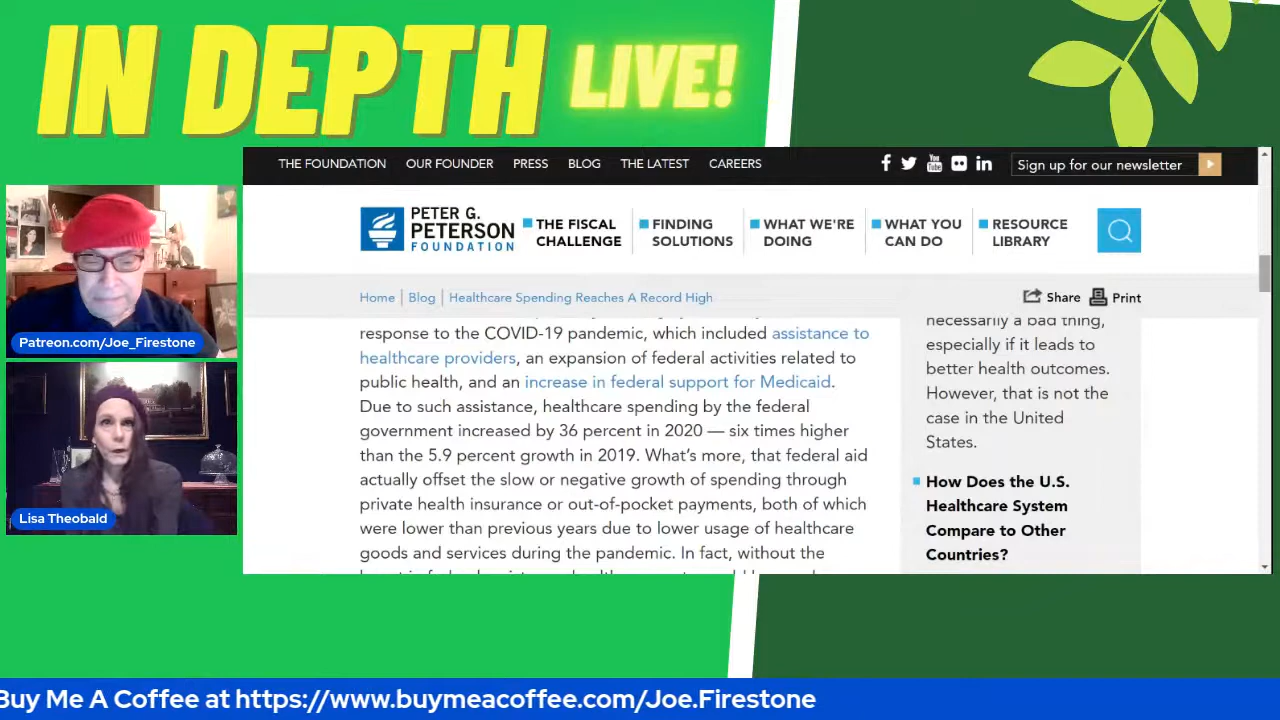 IN DEPTH LIVE!
THE FOUNDATION OUR FOUNDER PRESS BLOG THE LATEST CAREERS
You Tube
in
Sign up for our newsletter
PETER G.
PETERSON
FOUNDATION
THE FISCAL
CHALLENGE
FINDING
SOLUTIONS
WHAT WE'RE
DOING
WHAT YOU
CAN DO
RESOURCE
LIBRARY
Home Blog Healthcare Spending Reaches A Record High
Share Print
response to the COVID-19 pandemic, which included assistance to
healthcare providers, an expansion of federal activities related to
public health, and an increase in federal support for Medicaid.
Due to such assistance, healthcare spending by the federal
government increased by 36 percent in 2020 — six times higher
than the 5.9 percent growth in 2019. What's more, that federal aid
actually offset the slow or negative growth of spending through
private health insurance or out-of-pocket payments, both of which
were lower than previous years due to lower usage of healthcare
goods and services during the pandemic. In fact, without the
necessarily a bad thing,
especially if it leads to
better health outcomes.
However, that is not the
case in the United
States.
How Does the U.S.
Healthcare System
Compare to Other
Countries?
Patreon.com/Joe_Firestone
Lisa Theobald
Buy Me A Coffee at https://www.buymeacoffee.com/Joe.Firestone